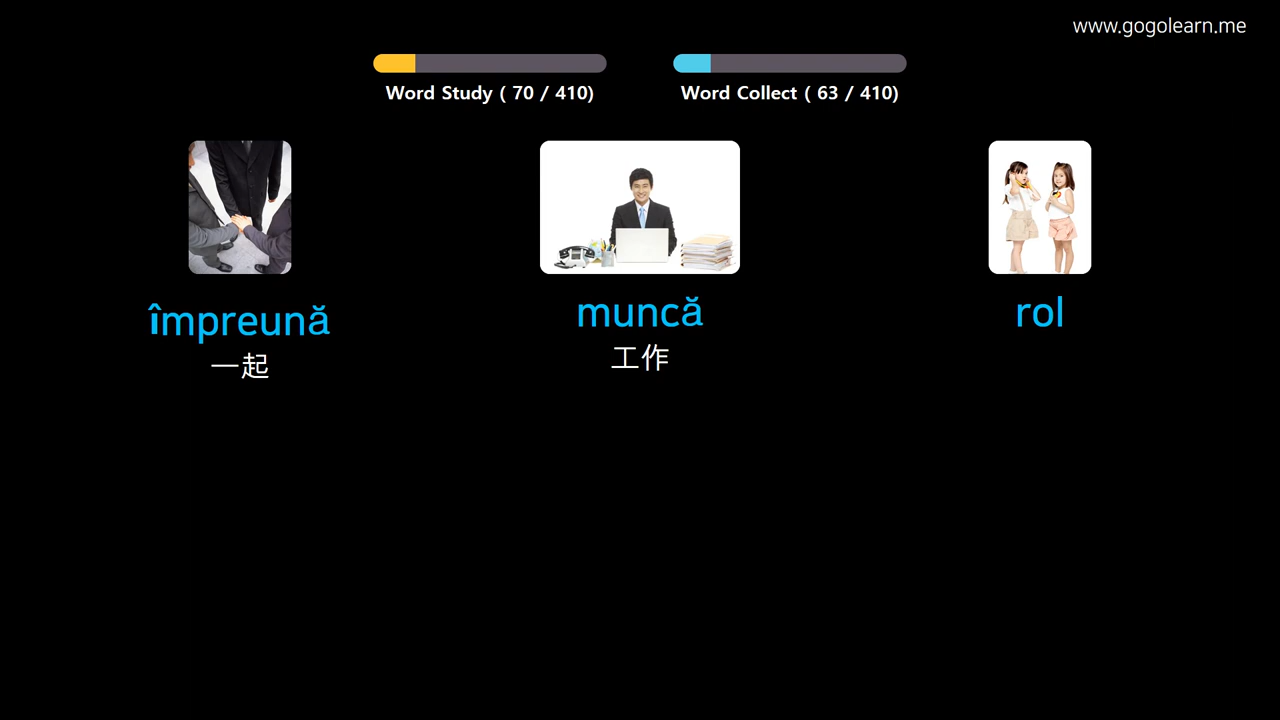 www.gogolearn.me
Word Study ( 70 / 410)
Word Collect ( 63 / 410)
împreună
一起
muncă
工作
rol